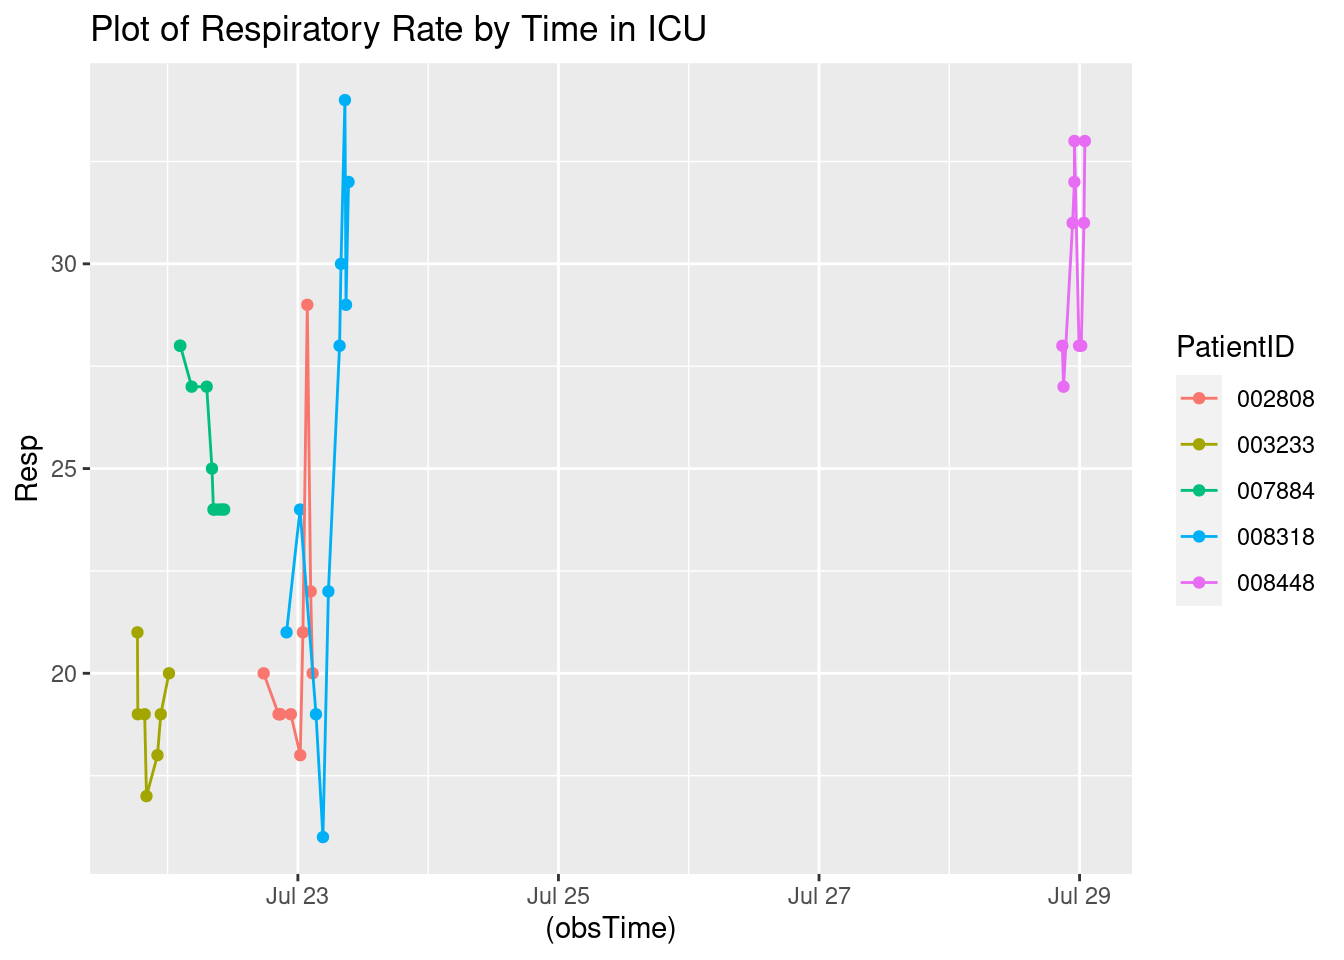 Plot of Respiratory Rate by Time in ICU
Resp
30
25
20
Jul 23
Jul 25
Jul 27
Jul 29
(obsTime)
PatientID
002808
003233
007884
008318
008448